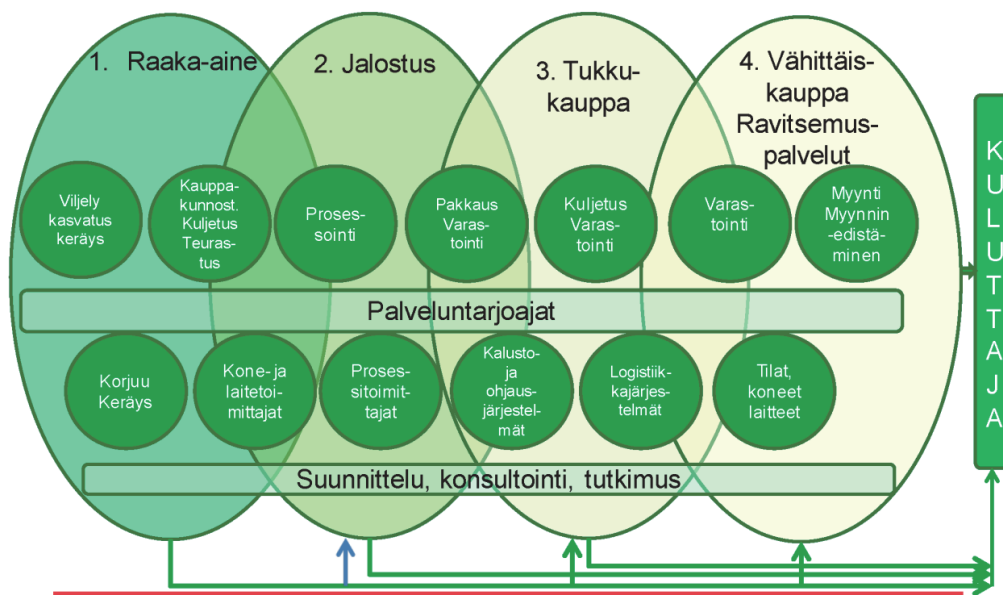 1. Raaka-aine
2. Jalostus
3. Tukku-
kauppa
4. Vähittäis-
kauppa
Ravitsemus-
palvelut
Viljely
kasvatus
keräys
Kauppa-
kunnost.
Kuljetus
Teuras-
tus
Proses-
sointi
Pakkaus
Varas-
tointi
Kuljetus
Varas-
tointi
Varas-
tointi
Myynti
Myynnin
-edistä-
minen
Palveluntarjoajat
Korjuu
Keräys
Kone- ja
laitetoi-
mittajat
Proses-
sitoimit-
tajat
Kalusto-
ja
ohjaus-
järjestel-
mät
Logistiik-
kajärjes-
telmät
Tilat,
koneet
laitteet
Suunnittelu, konsultointi, tutkimus
KULUTTAJA